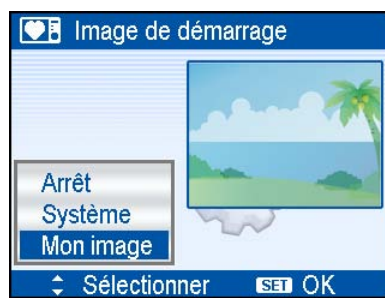 Image de démarrage
Arrêt
Système
Mon image
Sélectionner SET OK